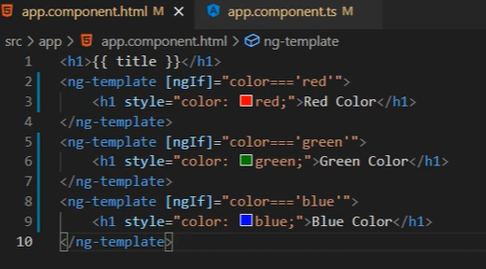 app.component.html M × app.component.ts M
src > app > app.component.html > ng-template
1 <h1>{{ title }}</h1>
2 <ng-template [ngIf]="color==='red'">
3 <h1 style="color: red;">Red Color</h1>
4 </ng-template>
5 <ng-template [ngIf]="color==='green'">
6 <h1 style="color: green;">Green Color</h1>
7 </ng-template>
8 <ng-template [ngIf]="color==='blue'">
9 <h1 style="color: blue;">Blue Color</h1>
10 </ng-template>